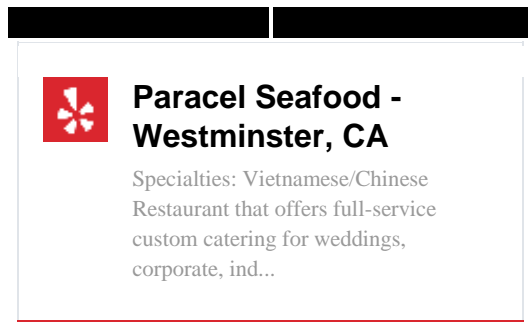 Paracel Seafood -
Westminster, CA
Specialties: Vietnamese/Chinese
Restaurant that offers full-service
custom catering for weddings,
corporate, ind...